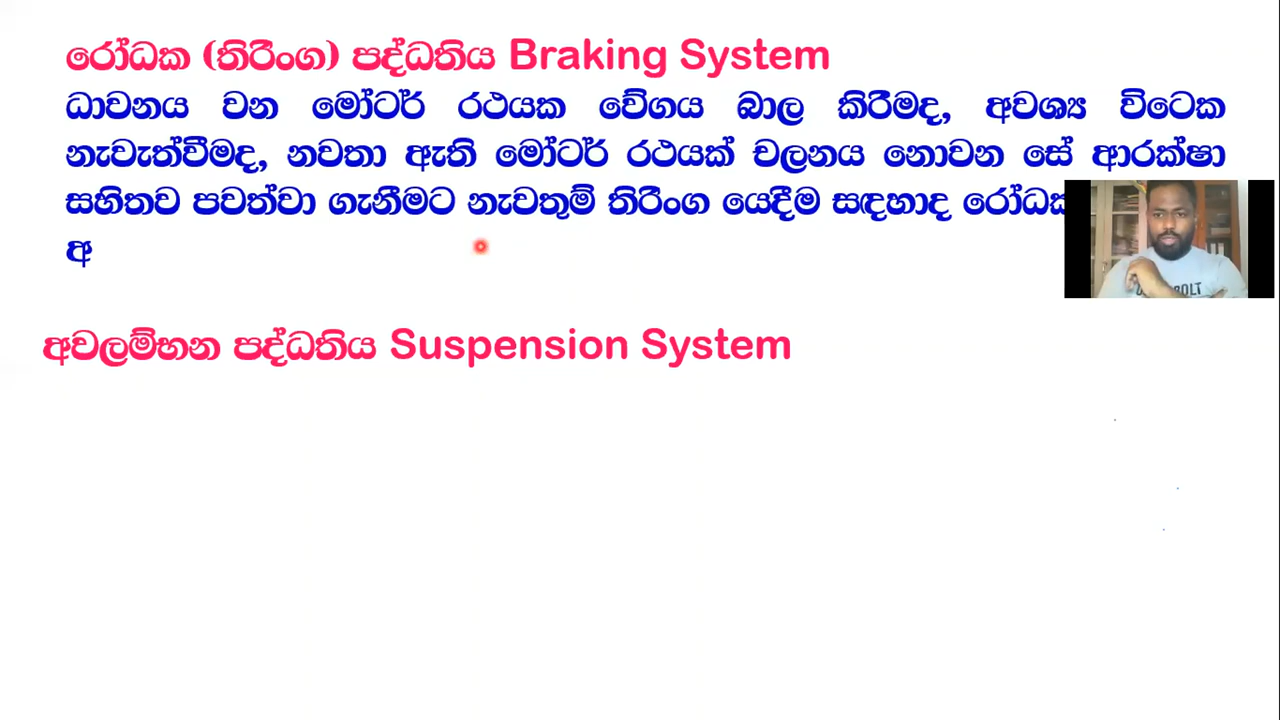 රෝධක (තිරිංග) පද්ධතිය Braking System
ධාවනය වන මෝටර් රථයක වේගය බාල කිරීමද, අවශ්‍ය විටෙක
නැවැත්වීමද, නවතා ඇති මෝටර් රථයක් චලනය නොවන සේ ආරක්ෂා
සහිතව පවත්වා ගැනීමට නැවතුම් තිරිංග යෙදීම සඳහාද රෝධක
අ
අවලම්භන පද්ධතිය Suspension System